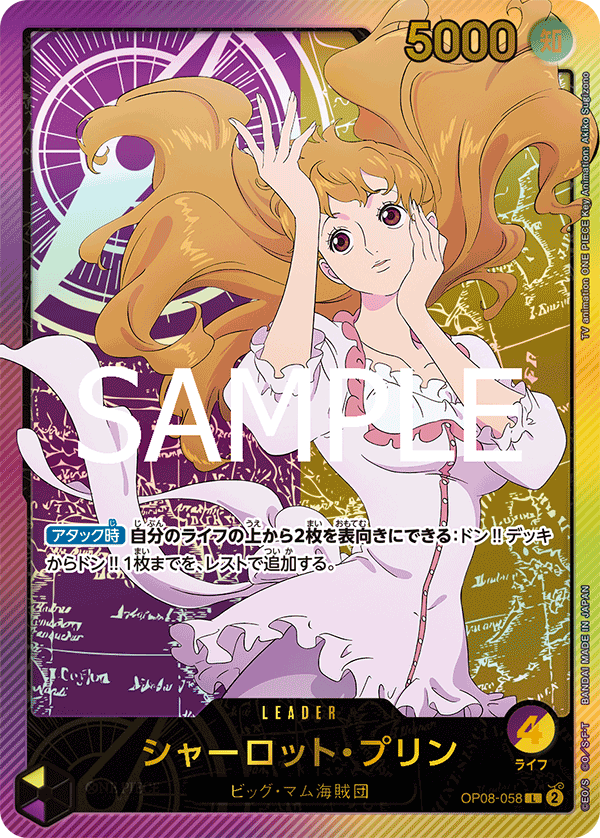 5000 知
TV animation ONE PIECE Key Animation: Akiko Sugizono
SAMPLE
アタック時 自分のライフの上から2枚を表向きにできる:ドン!!デッキ
からドン!!1枚までを、レストで追加する。
LEADER
シャーロット・プリン
4
ライフ
ビッグ・マム海賊団
ONE PIECE
OP08-058 L 2
©E.O/S. ©O/S.F.T BANDAI MADE IN JAPAN